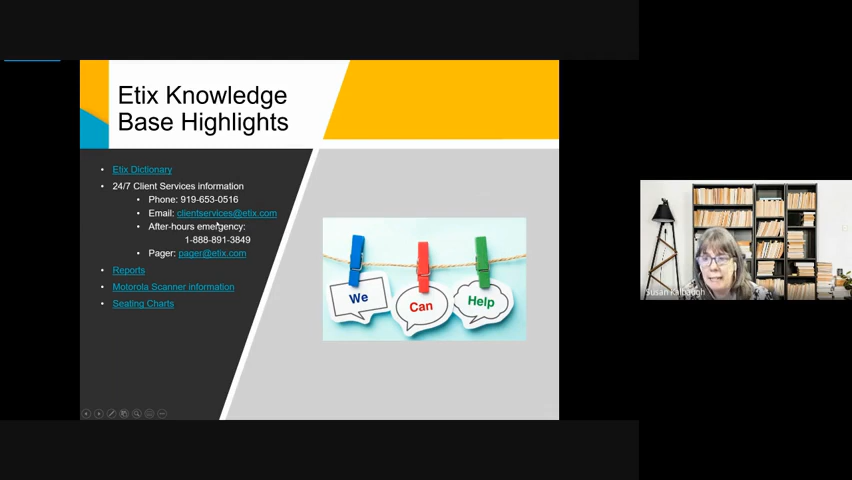 Etix Knowledge
Base Highlights
• Etix Dictionary
• 24/7 Client Services information
• Phone: 919-653-0516
• Email: clientservices@etix.com
• After-hours emergency:
1-888-891-3849
• Pager: pager@etix.com
• Reports
• Motorola Scanner information
• Seating Charts
We
Can
Help
Susan Kalbaugh